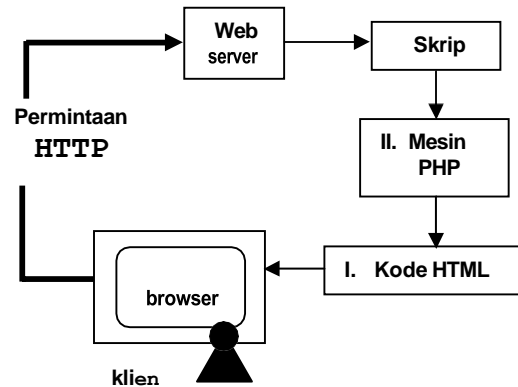 Web
server
Skrip
Permintaan
HTTP
II. Mesin
PHP
I. Kode HTML
browser
klien